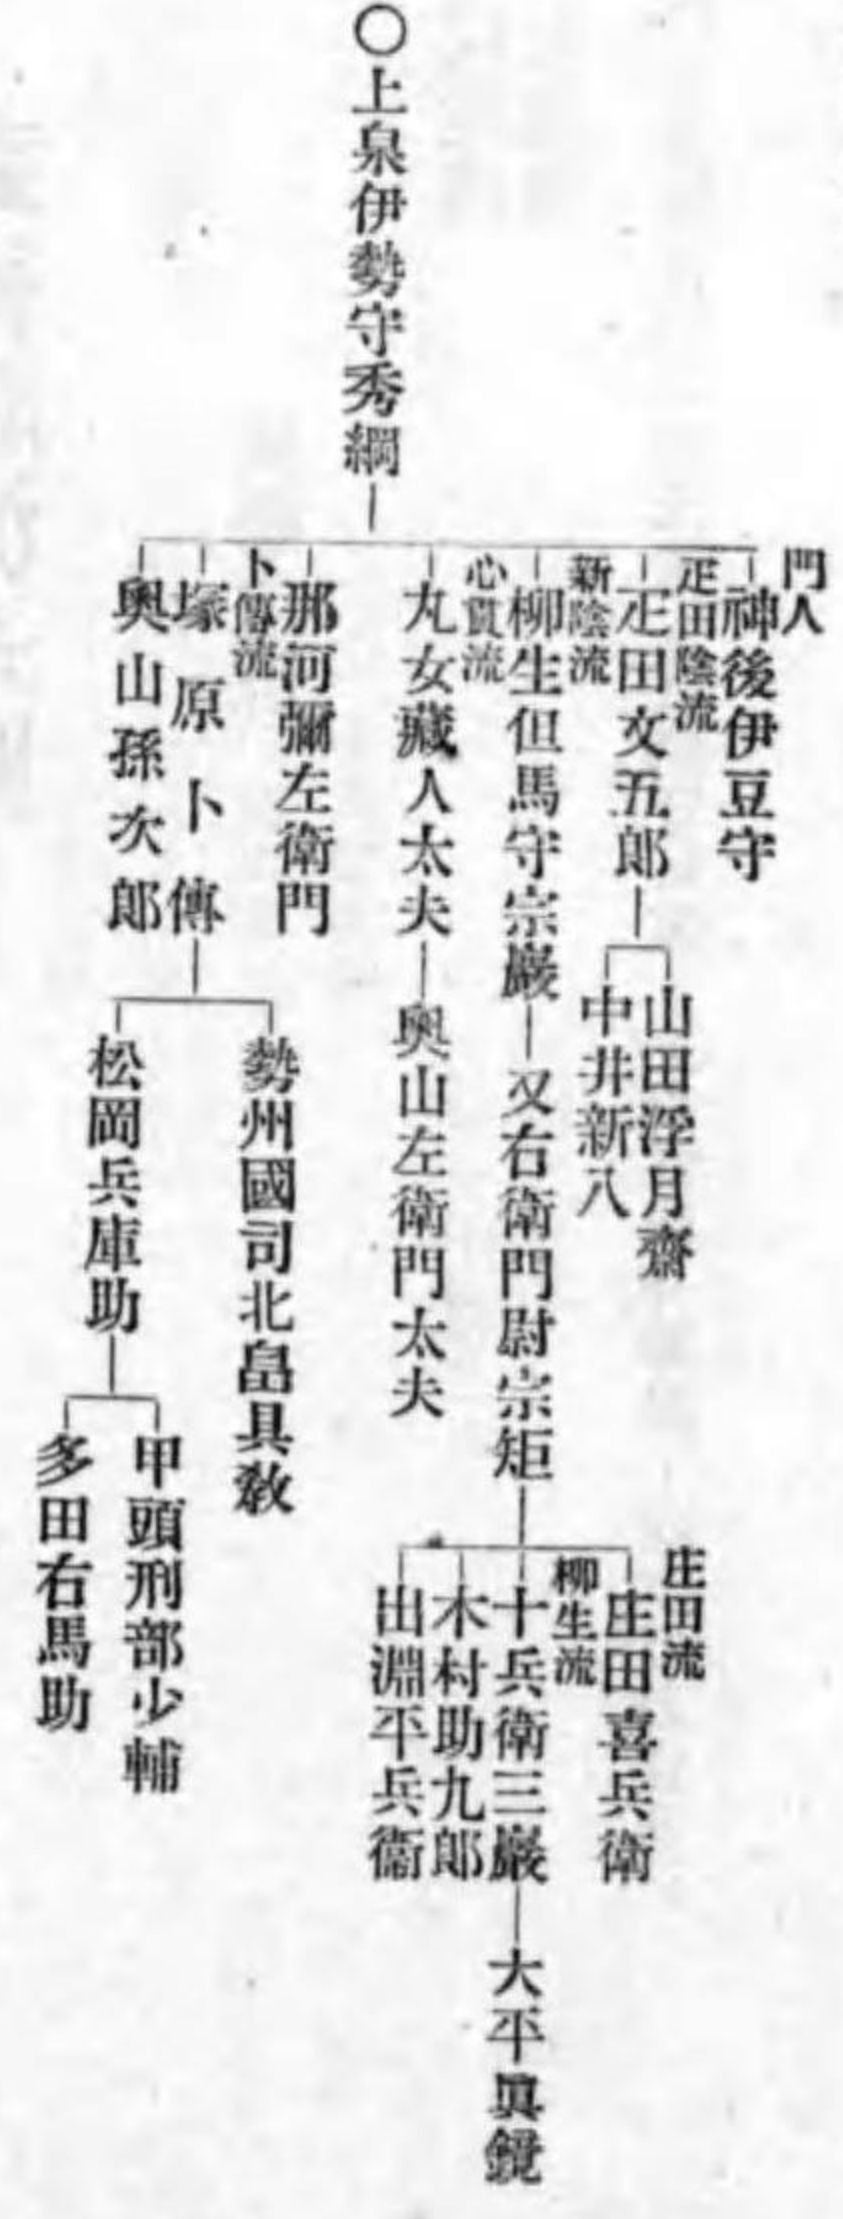 〇上泉伊勢守秀綱
門人
神後伊豆守
疋田陰流
疋田文五郎
山田浮月齋
中井新八
新陰流
柳生但馬守宗巖
又右衛門尉宗矩
庄田流
庄田喜兵衛
柳生流
十兵衛三巖
大平眞鏡
木村助九郎
出淵平兵衞
心貫流
丸女藏人太夫
奥山左衛門太夫
那河彌左衛門
卜傳流
塚原卜傳
勢州國司北畠具敎
松岡兵庫助
甲頭刑部少輔
多田右馬助
奥山孫次郎